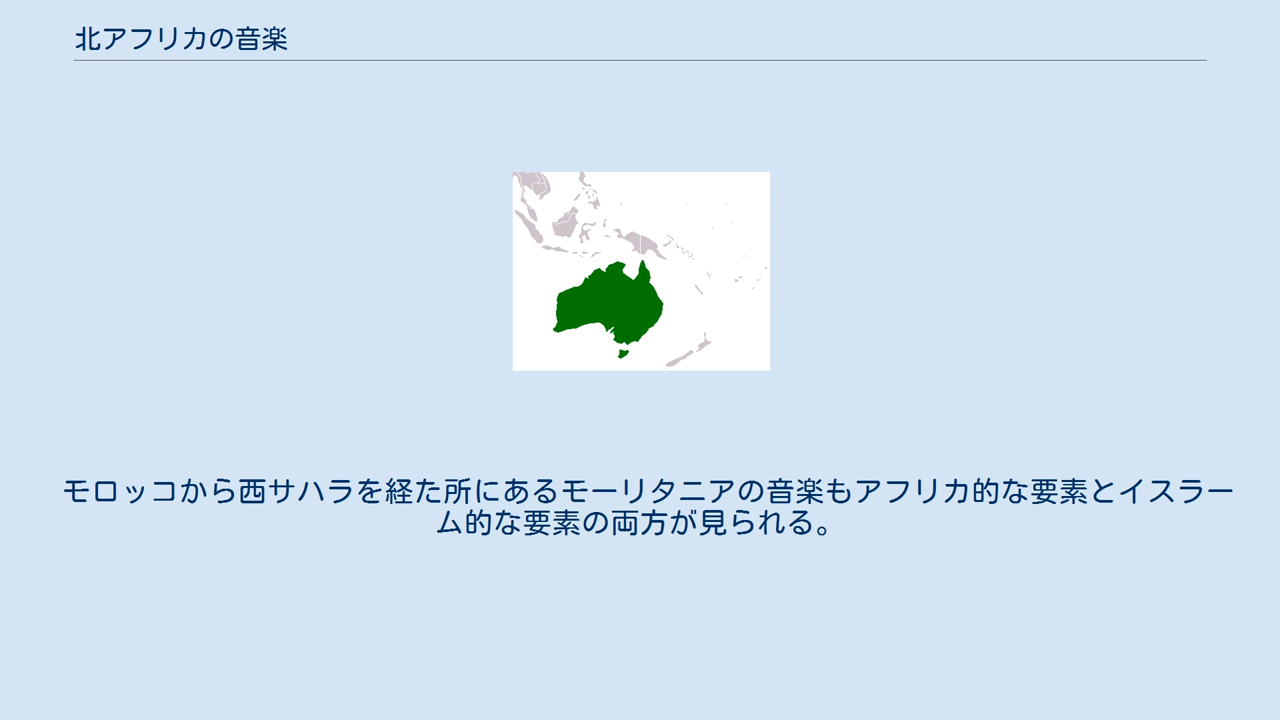 北アフリカの音楽
モロッコから西サハラを経た所にあるモーリタニアの音楽もアフリカ的な要素とイスラー
ム的な要素の両方が見られる。